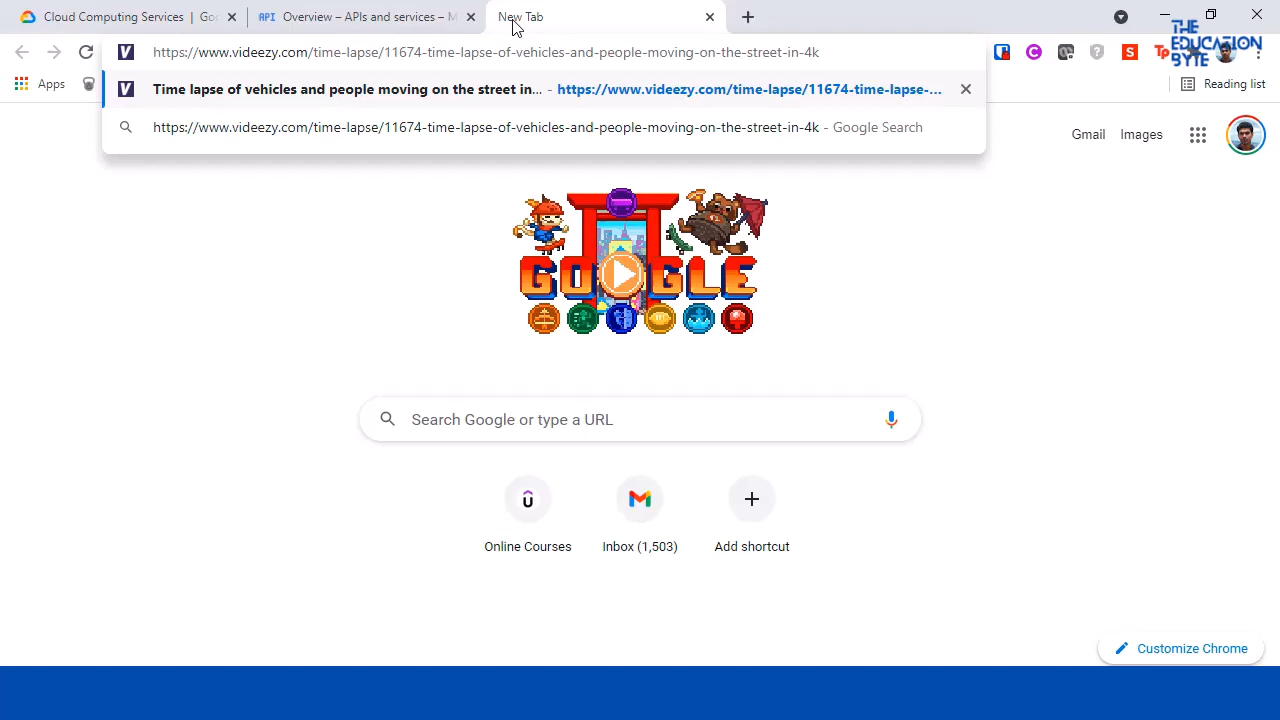 Cloud Computing Services | Goo
API Overview – APIs and services – M
New Tab
https://www.videezy.com/time-lapse/11674-time-lapse-of-vehicles-and-people-moving-on-the-street-in-4k
THE EDUCATION BYTE
Apps
Time lapse of vehicles and people moving on the street in... - https://www.videezy.com/time-lapse/11674-time-lapse-...
Reading list
https://www.videezy.com/time-lapse/11674-time-lapse-of-vehicles-and-people-moving-on-the-street-in-4k - Google Search
Gmail Images
GOOGLE
Search Google or type a URL
Online Courses
Inbox (1,503)
Add shortcut
Customize Chrome